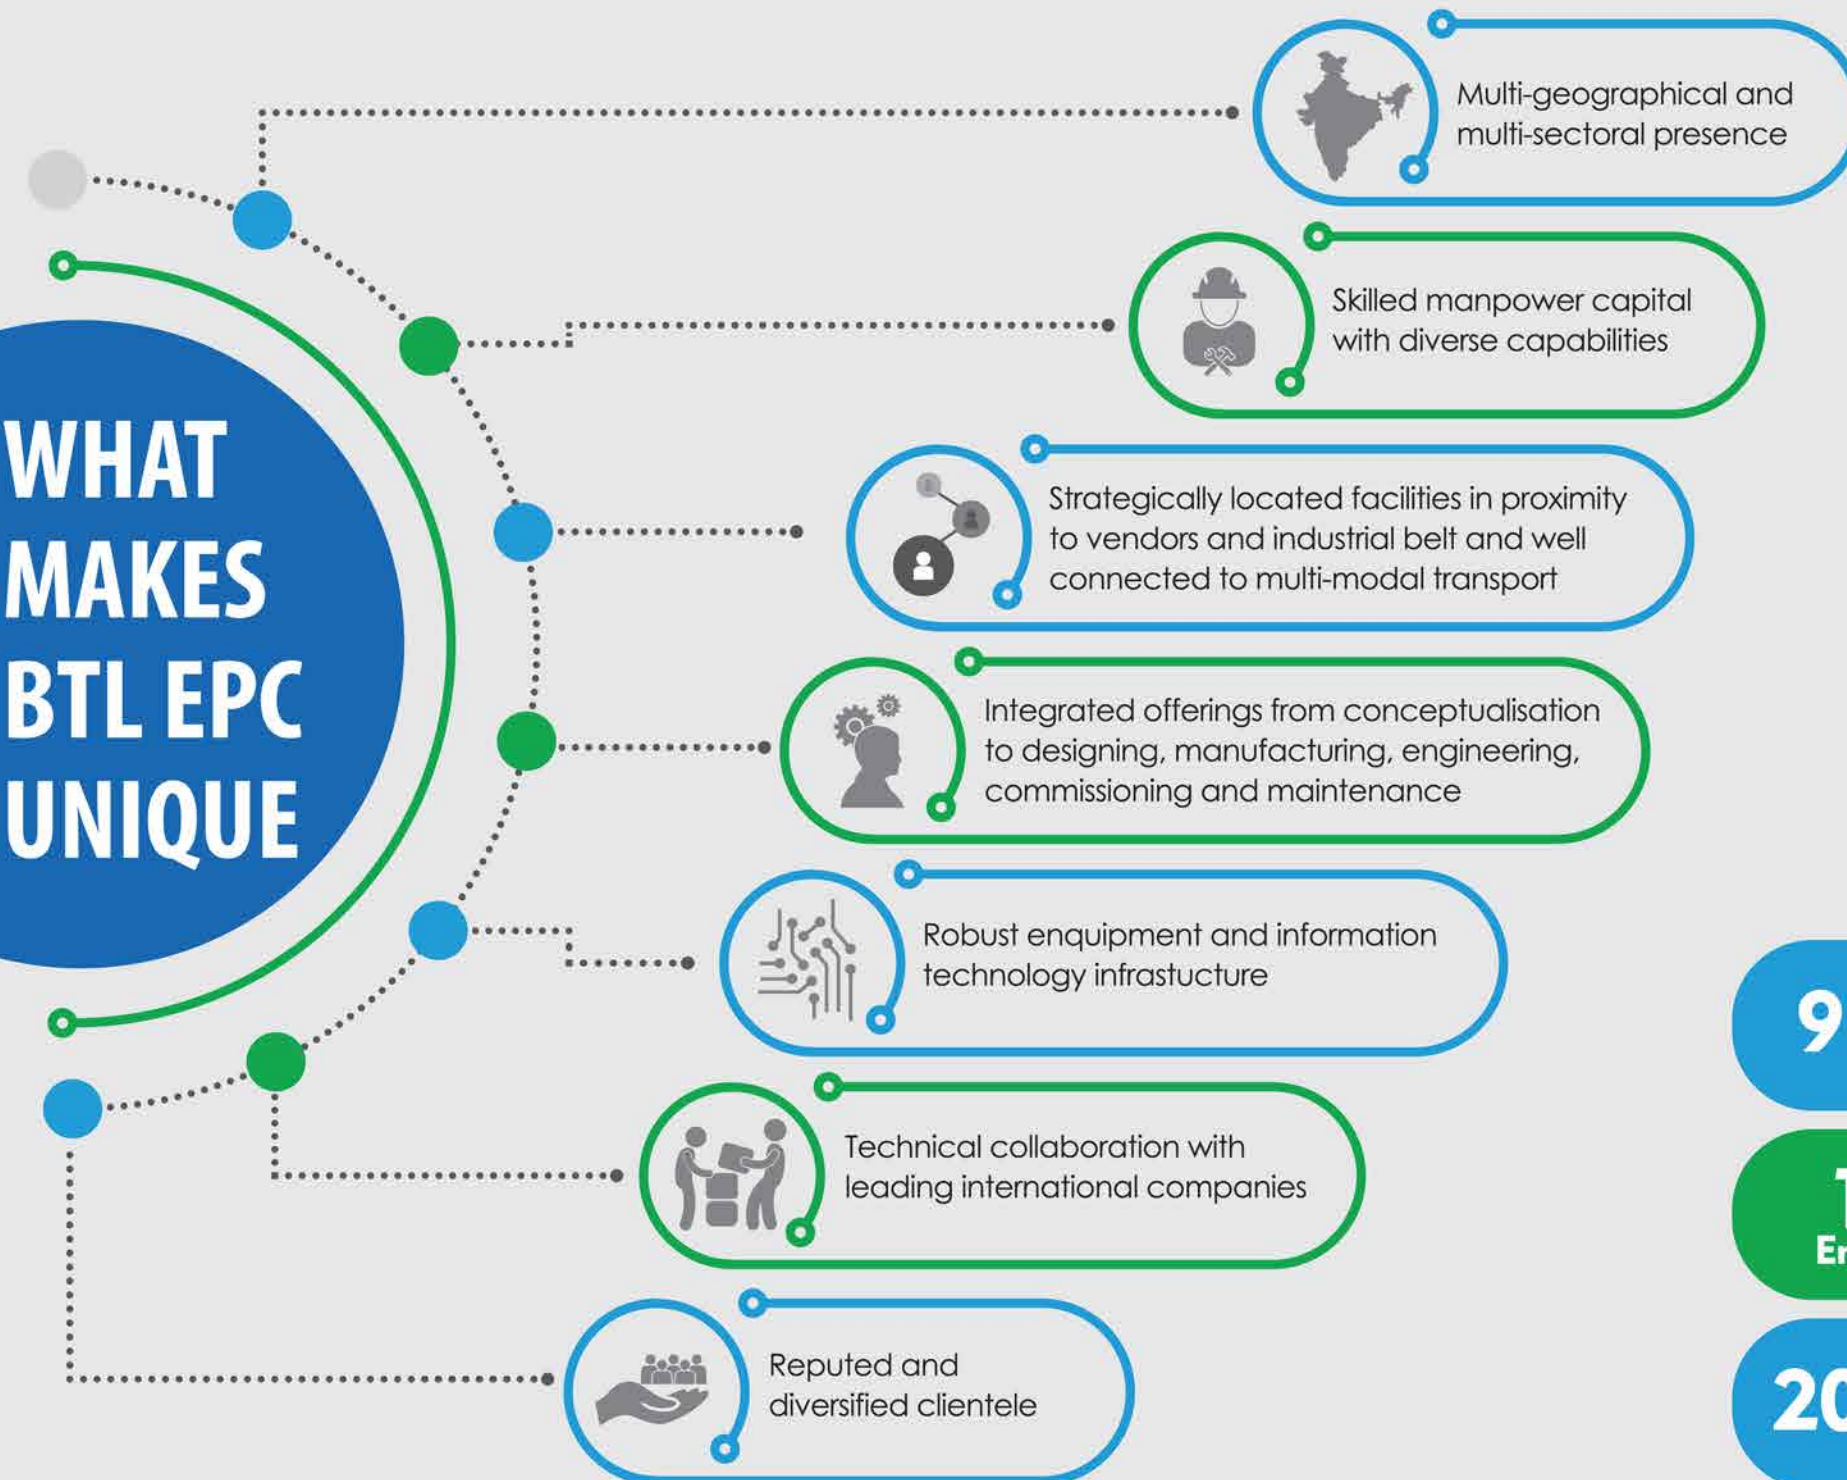 WHAT
MAKES
BTL EPC
UNIQUE
Multi-geographical and
multi-sectoral presence
Skilled manpower capital
with diverse capabilities
Strategically located facilities in proximity
to vendors and industrial belt and well
connected to multi-modal transport
Integrated offerings from conceptualisation
to designing, manufacturing, engineering,
commissioning and maintenance
Robust enquipment and information
technology infrastucture
Technical collaboration with
leading international companies
Reputed and
diversified clientele
9
20